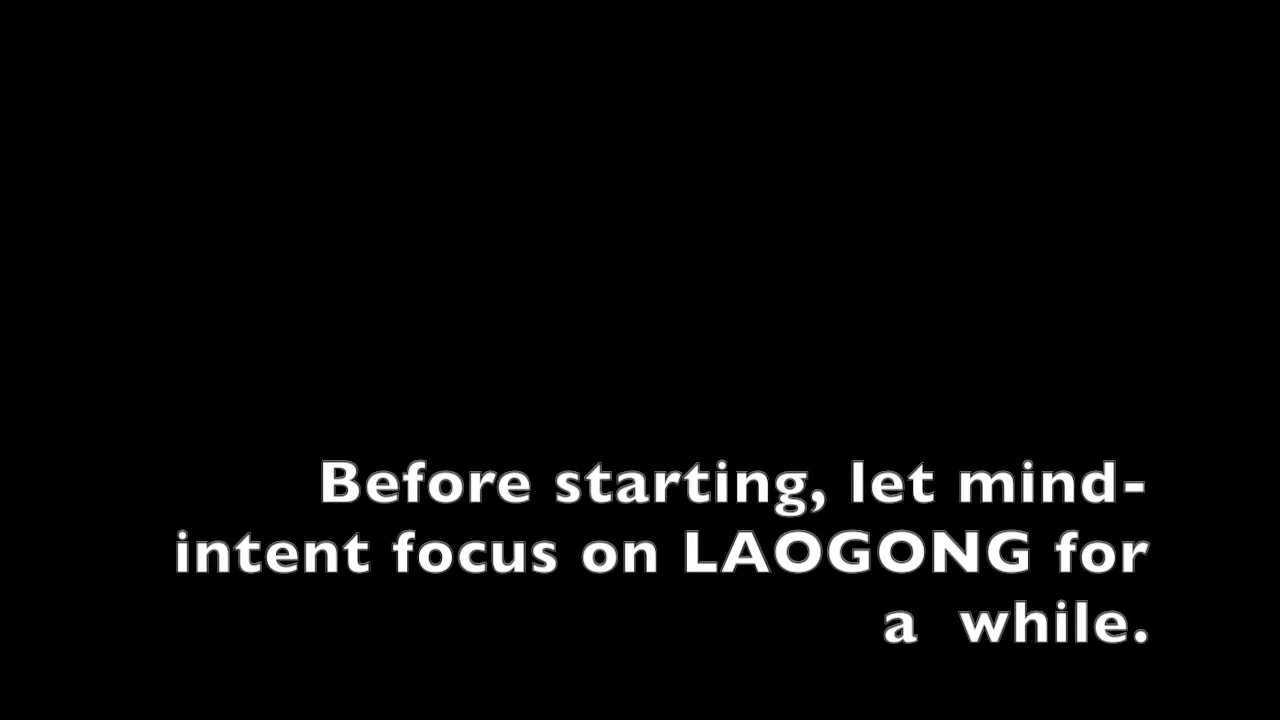 Before starting, let mind-
intent focus on LAOGONG for
a  while.